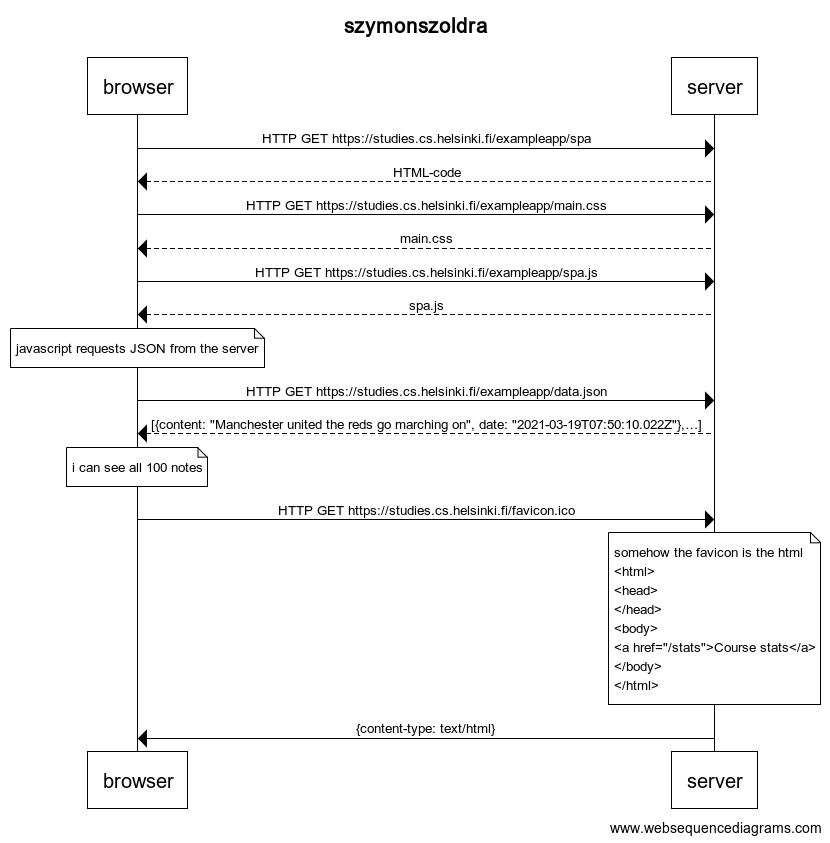 szymonszoldra
browser
server
HTTP GET https://studies.cs.helsinki.fi/exampleapp/spa
HTML-code
HTTP GET https://studies.cs.helsinki.fi/exampleapp/main.css
main.css
HTTP GET https://studies.cs.helsinki.fi/exampleapp/spa.js
spa.js
javascript requests JSON from the server
HTTP GET https://studies.cs.helsinki.fi/exampleapp/data.json
[{content: "Manchester united the reds go marching on", date: "2021-03-19T07:50:10.022Z"},...]
i can see all 100 notes
HTTP GET https://studies.cs.helsinki.fi/favicon.ico
somehow the favicon is the html
<html>
<head>
</head>
<body>
<a href="/stats">Course stats</a>
</body>
</html>
{content-type: text/html}
browser
server
www.websequencediagrams.com